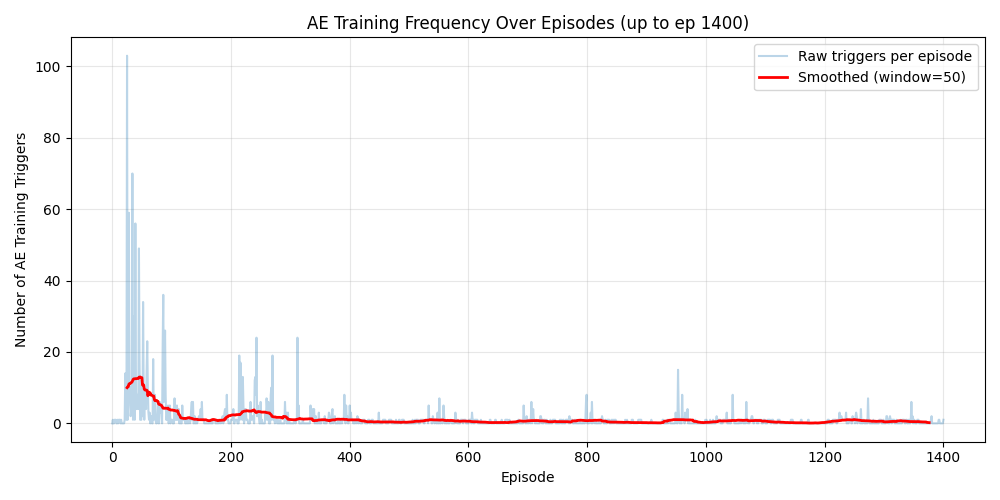 AE Training Frequency Over Episodes (up to ep 1400)
Raw triggers per episode
Smoothed (window=50)
Number of AE Training Triggers
100
80
60
40
20
0
0 200 400 600 800 1000 1200 1400
Episode